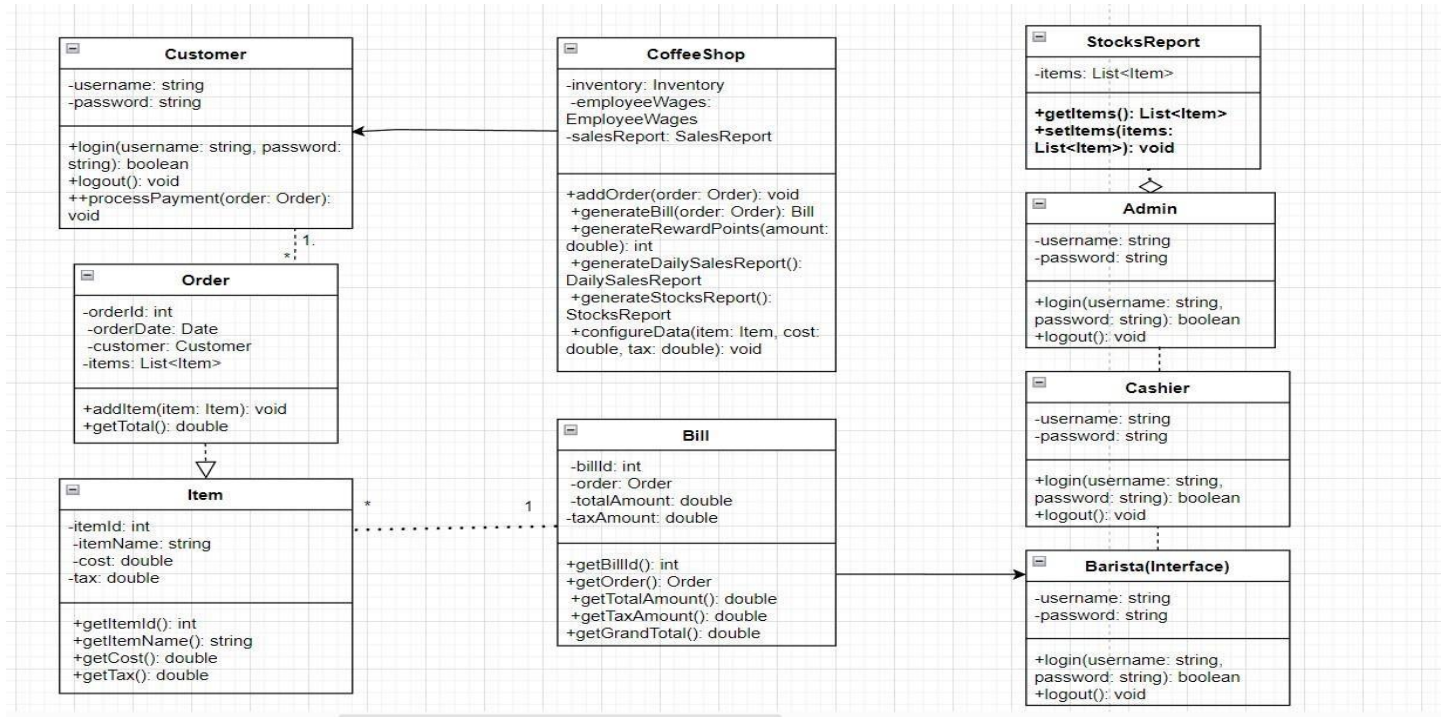 Customer
-username: string
-password: string
+login(username: string, password:
string): boolean
+logout(): void
++processPayment(order: Order):
void
1.
*
Order
-orderId: int
-orderDate: Date
-customer: Customer
-items: List<Item>
+addItem(item: Item): void
+getTotal(): double
Item
-itemId: int
-itemName: string
-cost: double
-tax: double
+getItemId(): int
+getItemName(): string
+getCost(): double
+getTax(): double
*
1
CoffeeShop
-inventory: Inventory
-employeeWages:
EmployeeWages
-salesReport: SalesReport
+addOrder(order: Order): void
+generateBill(order: Order): Bill
+generateRewardPoints(amount:
double): int
+generateDailySalesReport():
DailySalesReport
+generateStocksReport():
StocksReport
+configureData(item: Item, cost:
double, tax: double): void
Bill
-billId: int
-order: Order
-totalAmount: double
-taxAmount: double
+getBillId(): int
+getOrder(): Order
+getTotalAmount(): double
+getTaxAmount(): double
+getGrandTotal(): double
StocksReport
-items: List<Item>
+getItems(): List<Item>
+setItems(items:
List<Item>): void
Admin
-username: string
-password: string
+login(username: string,
password: string): boolean
+logout(): void
Cashier
-username: string
-password: string
+login(username: string,
password: string): boolean
+logout(): void
Barista(Interface)
-username: string
-password: string
+login(username: string,
password: string): boolean
+logout(): void